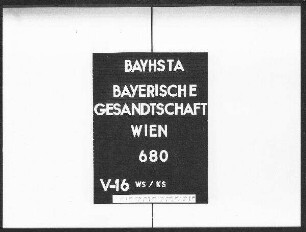 BAYHSTA
BAYERISCHE
GESANDTSCHAFT
WIEN
680
V-16 WS / KS